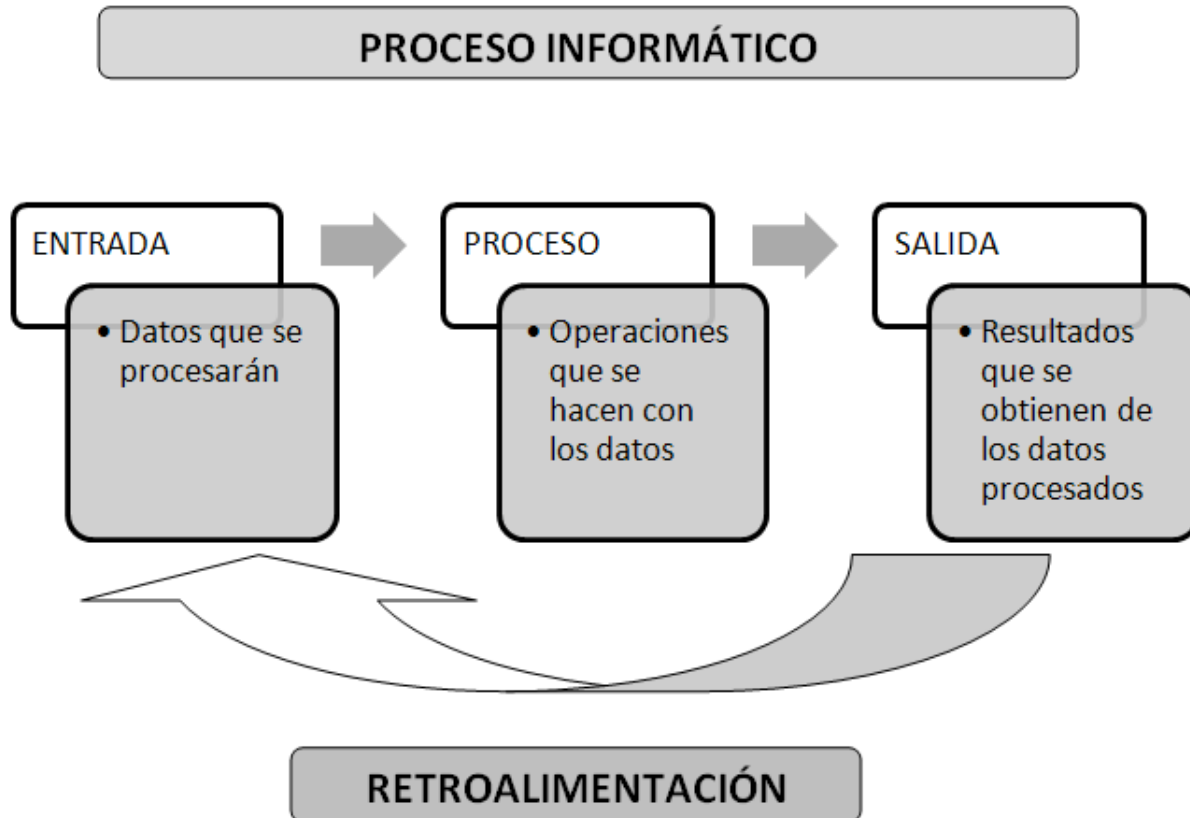 PROCESO INFORMÁTICO
ENTRADA
• Datos que se
procesarán
PROCESO
• Operaciones
que se
hacen con
los datos
SALIDA
• Resultados
que se
obtienen de
los datos
procesados
RETROALIMENTACIÓN